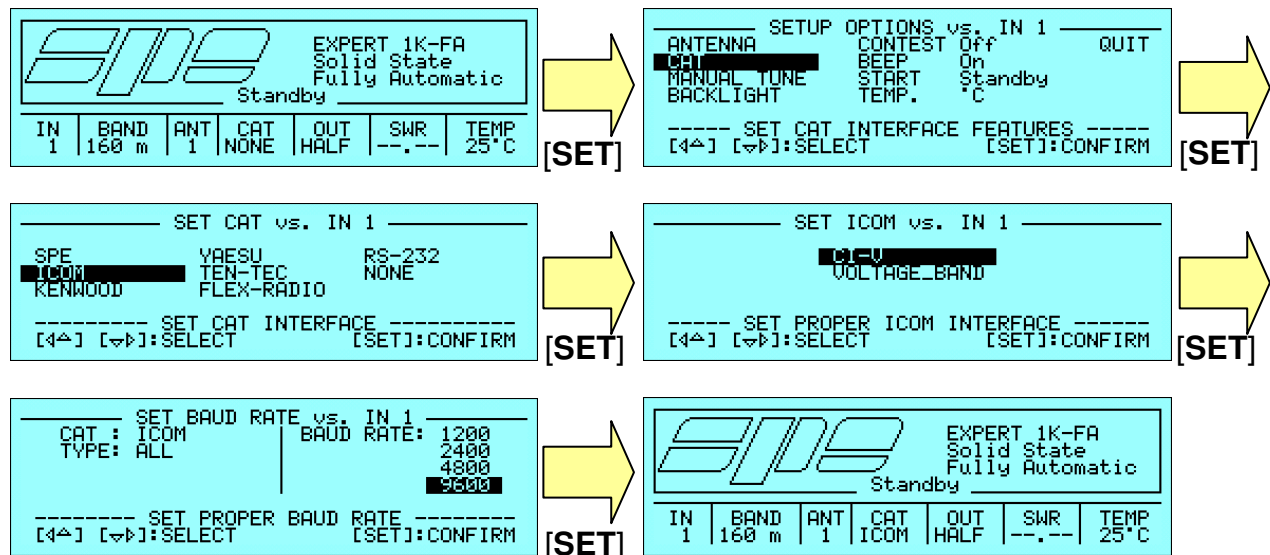 spe
EXPERT 1K-FA
Solid State
Fully Automatic
Standby
IN BAND ANT CAT OUT SWR TEMP
1 160 m 1 NONE HALF --.-- 25°C
[SET]
SETUP OPTIONS vs. IN 1
ANTENNA CONTEST Off QUIT
CAT BEEP On
MANUAL TUNE START Standby
BACKLIGHT TEMP. °C
----- SET CAT INTERFACE FEATURES -----
[◁△] [▽▷]:SELECT [SET]:CONFIRM
[SET]
SET CAT vs. IN 1
SPE YAESU RS-232
ICOM TEN-TEC NONE
KENWOOD FLEX-RADIO
--------- SET CAT INTERFACE ----------
[◁△] [▽▷]:SELECT [SET]:CONFIRM
[SET]
SET ICOM vs. IN 1
CI-V
VOLTAGE_BAND
----- SET PROPER ICOM INTERFACE ------
[◁△] [▽▷]:SELECT [SET]:CONFIRM
[SET]
SET BAUD RATE vs. IN 1
CAT : ICOM BAUD RATE: 1200
TYPE: ALL 2400
4800
9600
-------- SET PROPER BAUD RATE --------
[◁△] [▽▷]:SELECT [SET]:CONFIRM
[SET]
spe
EXPERT 1K-FA
Solid State
Fully Automatic
Standby
IN BAND ANT CAT OUT SWR TEMP
1 160 m 1 ICOM HALF --.-- 25°C